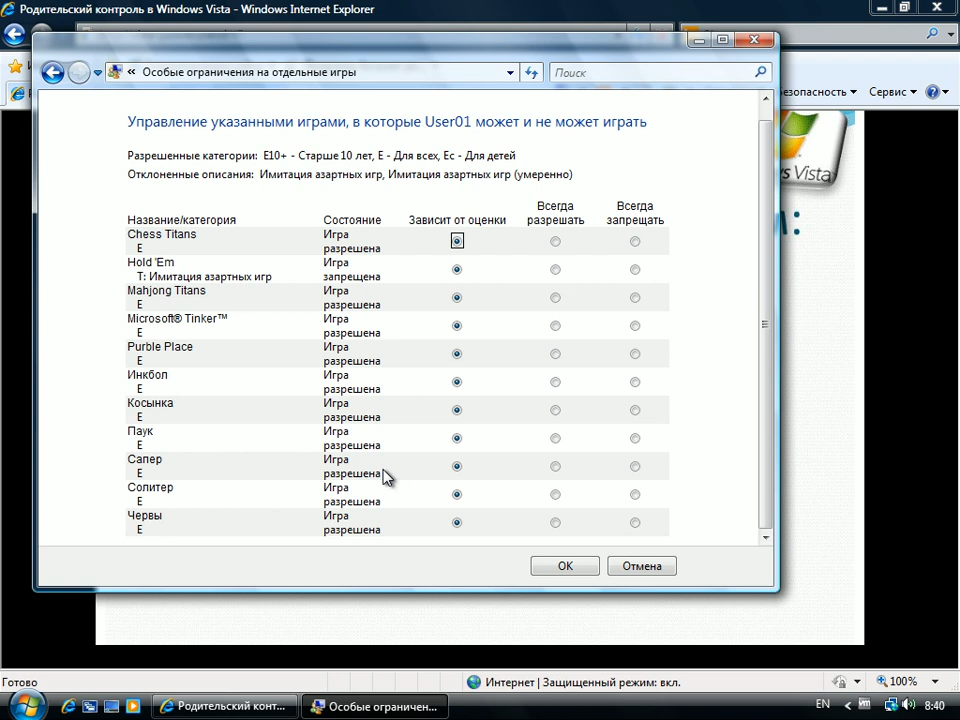 Родительский контроль в Windows Vista - Windows Internet Explorer
« Особые ограничения на отдельные игры
Поиск
безопасность Сервис
Управление указанными играми, в которые User01 может и не может играть
Разрешенные категории: E10+ - Старше 10 лет, E - Для всех, Ec - Для детей
Отклоненные описания: Имитация азартных игр, Имитация азартных игр (умеренно)
Название/категория Состояние Зависит от оценки Всегда разрешать Всегда запрещать
Chess Titans Игра
E разрешена
Hold 'Em Игра
T: Имитация азартных игр запрещена
Mahjong Titans Игра
E разрешена
Microsoft® Tinker™ Игра
E разрешена
Purble Place Игра
E разрешена
Инкбол Игра
E разрешена
Косынка Игра
E разрешена
Паук Игра
E разрешена
Сапер Игра
E разрешена
Солитер Игра
E разрешена
Червы Игра
E разрешена
OK Отмена
Готово Интернет | Защищенный режим: вкл. 100%
Родительский конт... Особые ограничен... EN 8:40